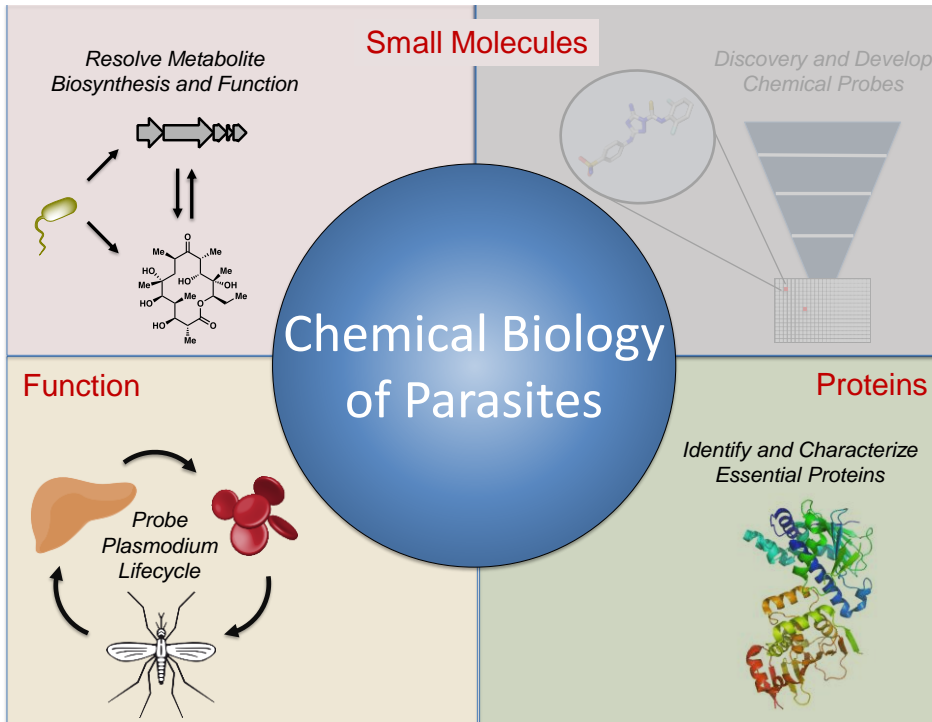 Small Molecules
Resolve Metabolite
Biosynthesis and Function
Discovery and Develop
Chemical Probes
Me
O
Me
HO
Me
HO
Me
OH
HO
Me
O
Me
HO
O
Me
Chemical Biology
of Parasites
Function
Proteins
Probe
Plasmodium
Lifecycle
Identify and Characterize
Essential Proteins